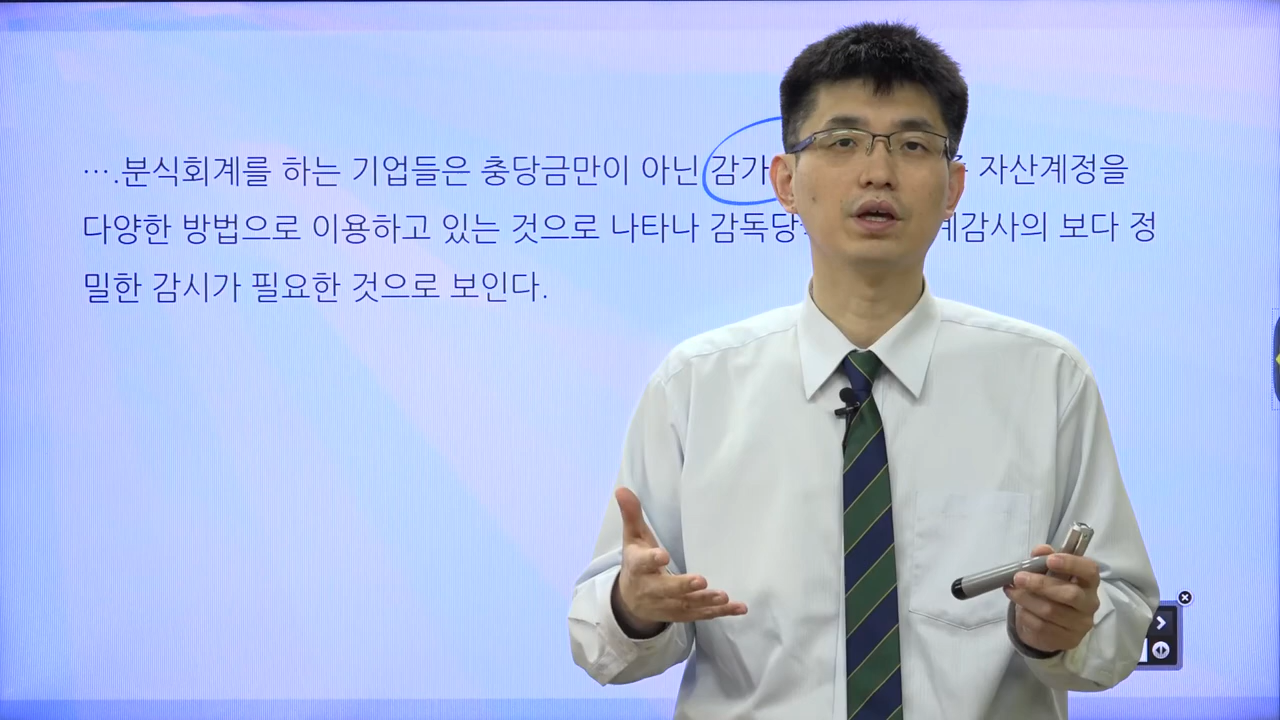 ….분식회계를 하는 기업들은 충당금만이 아닌 감가 자산계정을
다양한 방법으로 이용하고 있는 것으로 나타나 감독당 계감사의 보다 정
밀한 감시가 필요한 것으로 보인다.